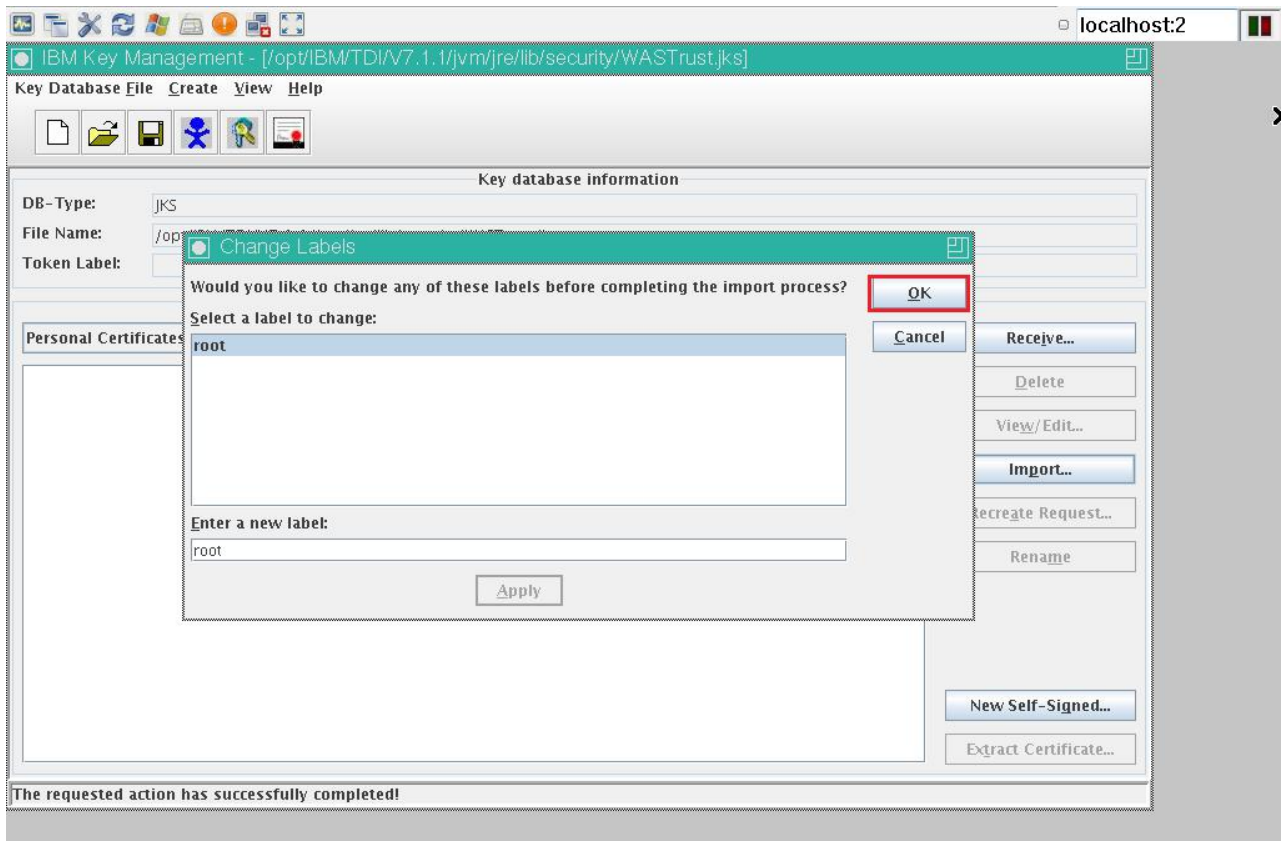 localhost:2
IBM Key Management - [/opt/IBM/TDI/V7.1.1/jvm/jre/lib/security/WASTrust.jks]
Key Database File Create View Help
Key database information
DB-Type: JKS
File Name:
Token Label:
Change Labels
Would you like to change any of these labels before completing the import process?
OK
Select a label to change:
Cancel
root
Personal Certificates
Receive...
Delete
View/Edit...
Import...
Enter a new label:
Recreate Request...
root
Rename
Apply
New Self-Signed...
Extract Certificate...
The requested action has successfully completed!